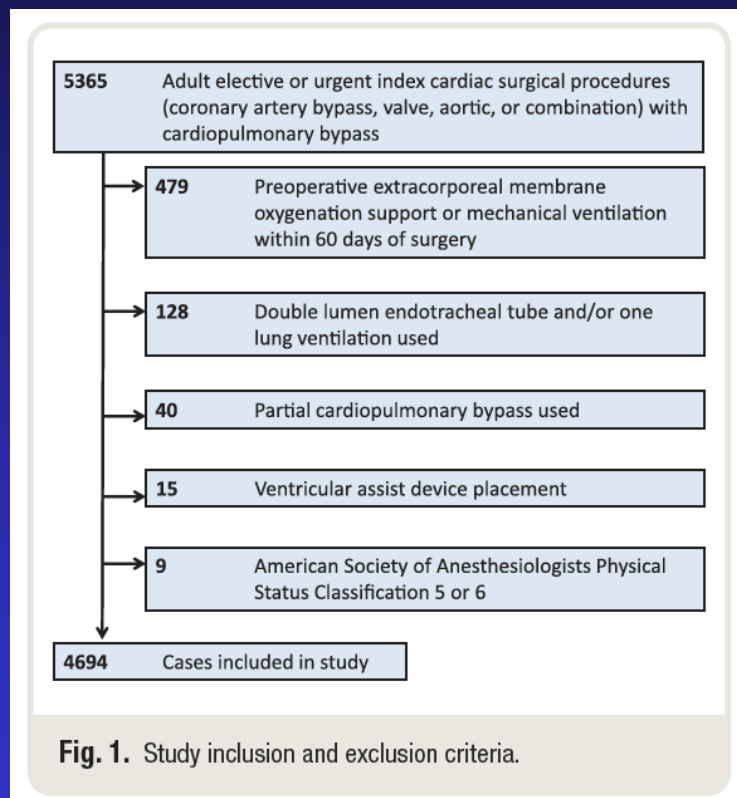 5365 Adult elective or urgent index cardiac surgical procedures
(coronary artery bypass, valve, aortic, or combination) with
cardiopulmonary bypass
479 Preoperative extracorporeal membrane
oxygenation support or mechanical ventilation
within 60 days of surgery
128 Double lumen endotracheal tube and/or one
lung ventilation used
40 Partial cardiopulmonary bypass used
15 Ventricular assist device placement
9 American Society of Anesthesiologists Physical
Status Classification 5 or 6
4694 Cases included in study
Fig. 1. Study inclusion and exclusion criteria.